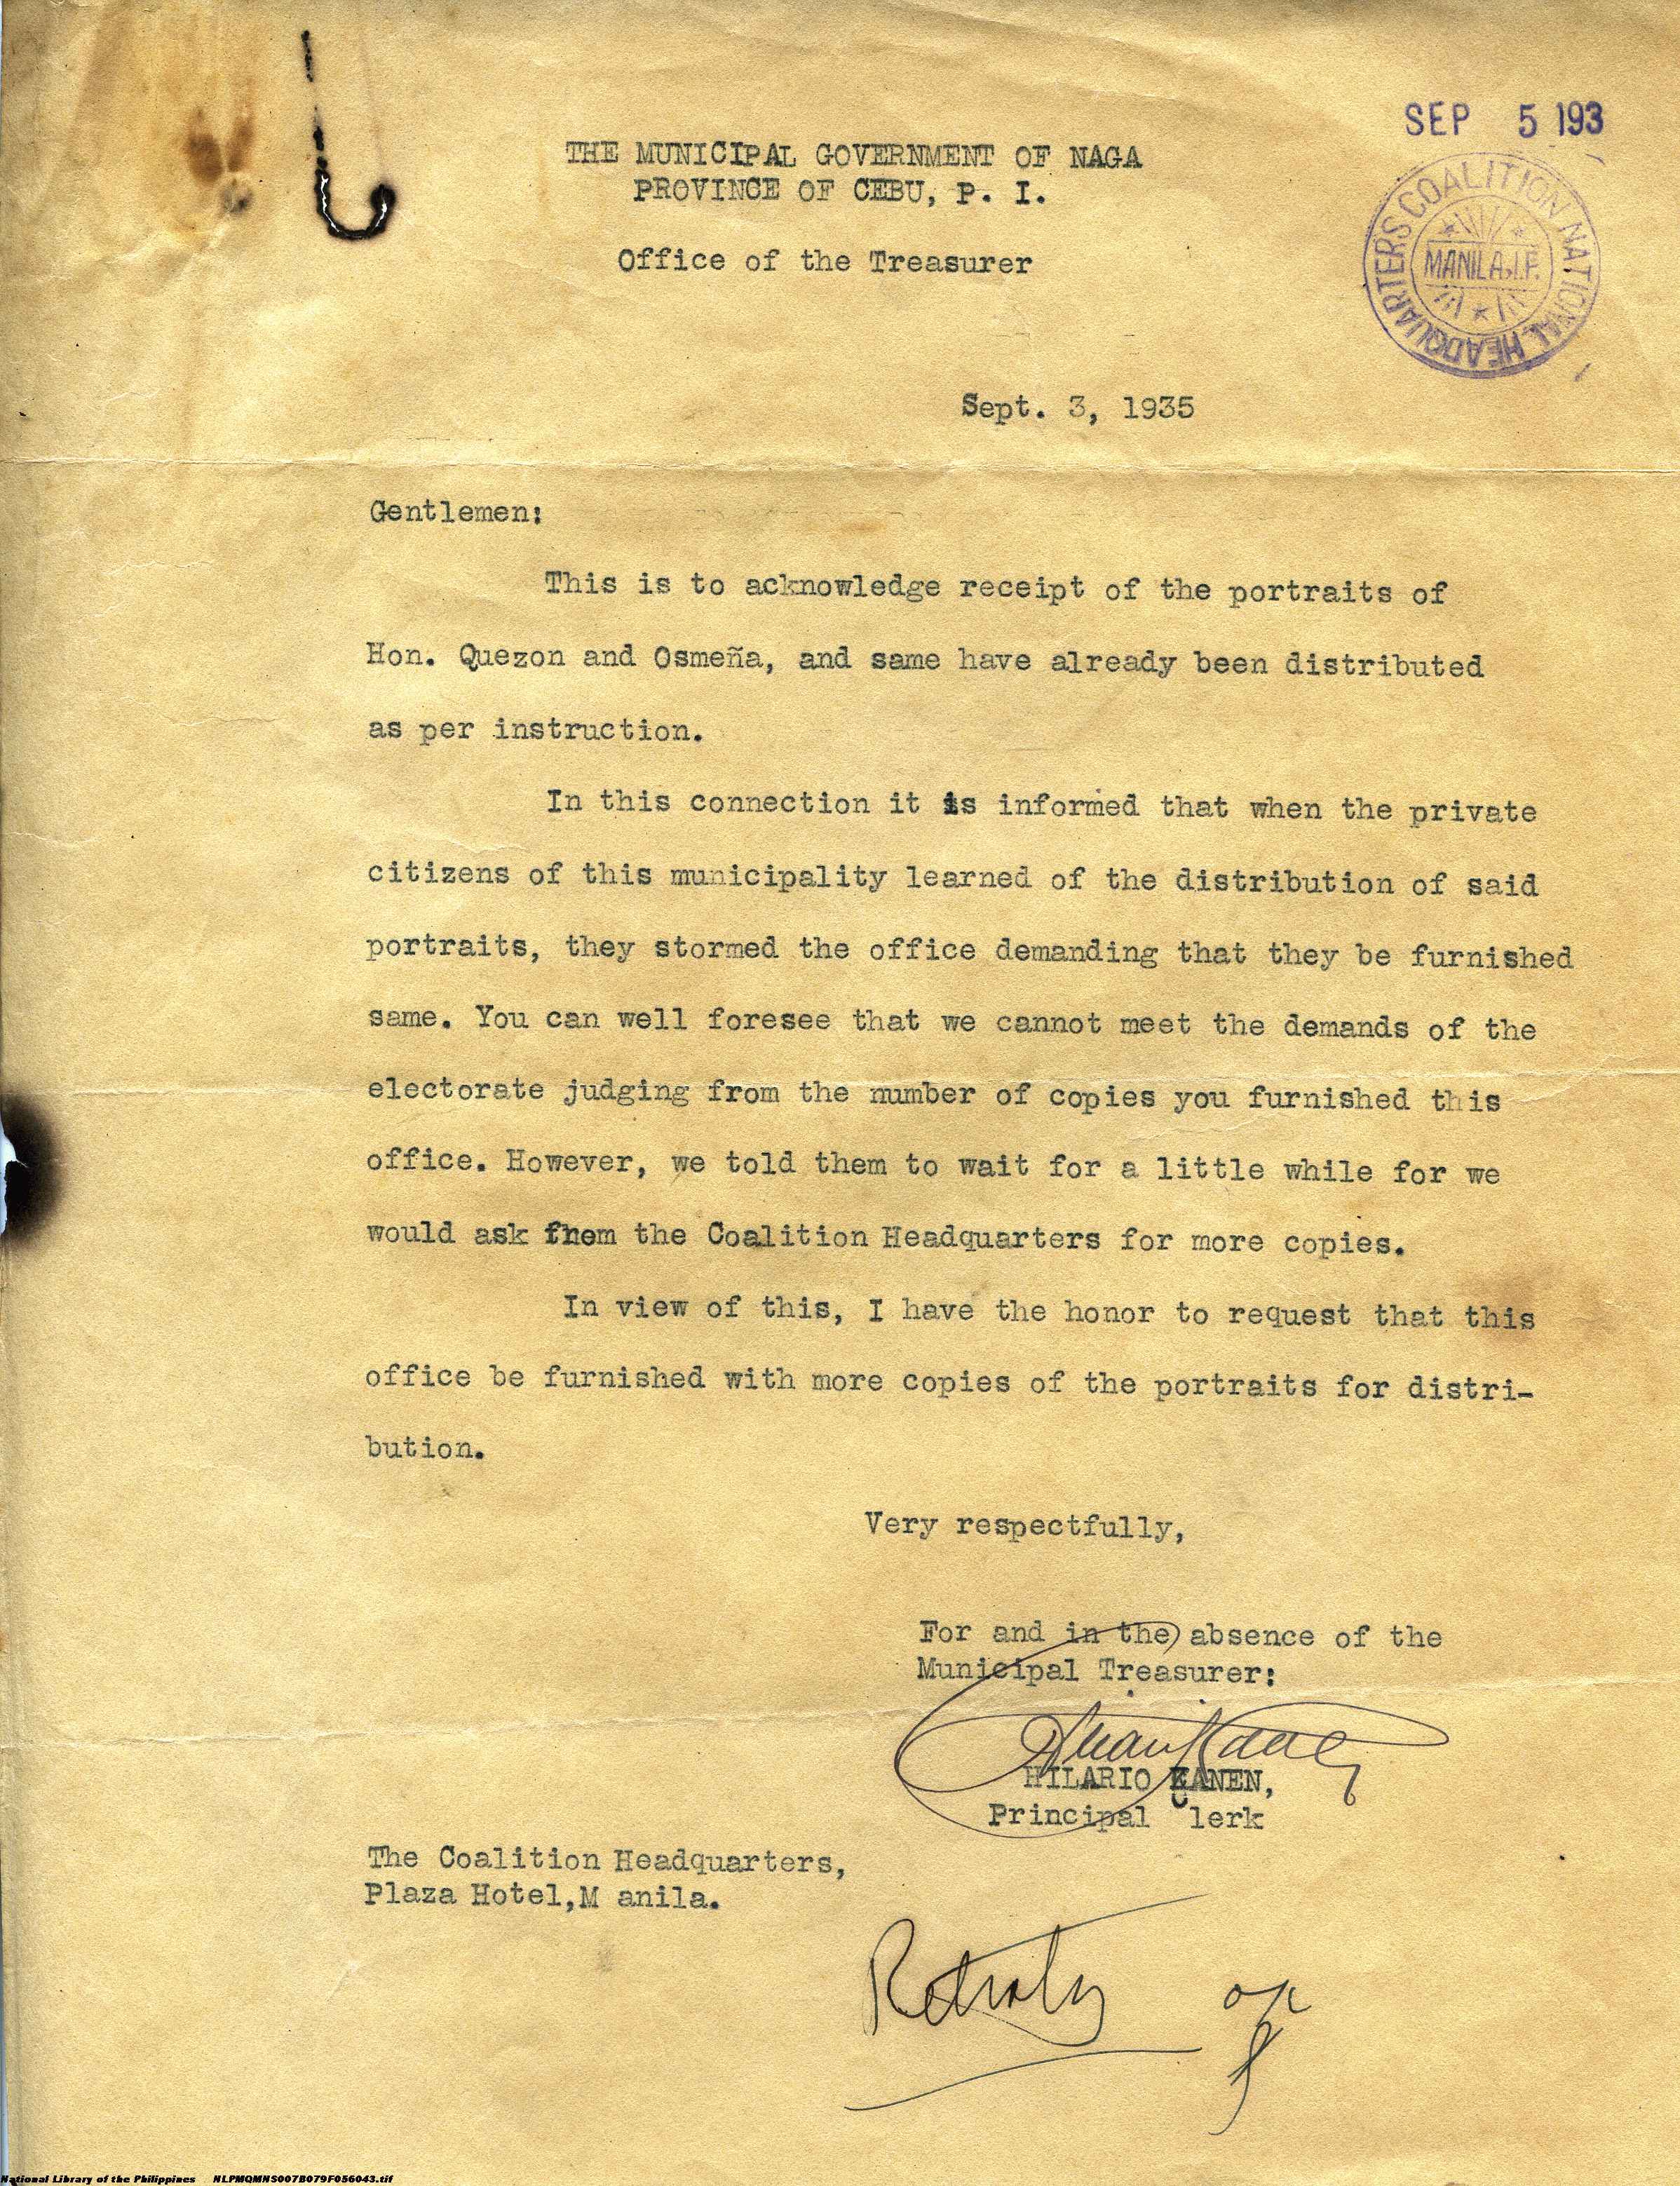 SEP 5 193
COALITION NATIONAL HEADQUARTERS
MANILA, I.F.
THE MUNICIPAL GOVERNMENT OF NAGA
PROVINCE OF CEBU, P. I.
Office of the Treasurer
Sept. 3, 1935
Gentlemen:
This is to acknowledge receipt of the portraits of
Hon. Quezon and Osmeña, and same have already been distributed
as per instruction.
In this connection it is informed that when the private
citizens of this municipality learned of the distribution of said
portraits, they stormed the office demanding that they be furnished
same. You can well foresee that we cannot meet the demands of the
electorate judging from the number of copies you furnished this
office. However, we told them to wait for a little while for we
would ask the Coalition Headquarters for more copies.
In view of this, I have the honor to request that this
office be furnished with more copies of the portraits for distri-
bution.
Very respectfully,
For and in the absence of the
Municipal Treasurer:
HILARIO KANEN,
Principal Clerk
The Coalition Headquarters,
Plaza Hotel,M anila.
National Library of the Philippines NLPMQMNS007B079F056043.tif